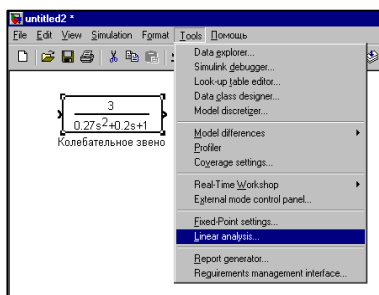 untitled2 *
File Edit View Simulation Format Tools Помощь
Data explorer...
Simulink debugger...
Look-up table editor...
Data class designer...
Model discretizer...
Model differences
Profiler
Coverage settings...
Real-Time Workshop
External mode control panel...
Fixed-Point settings...
Linear analysis...
Report generator...
Requirements management interface...
3
0.27s²+0.2s+1
Колебательное звено